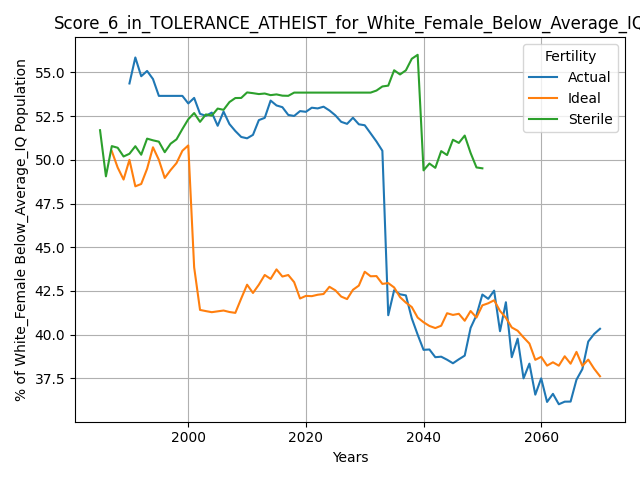 Score_6_in_TOLERANCE_ATHEIST_for_White_Female_Below_Average_IQ
% of White_Female Below_Average_IQ Population
55.0
52.5
50.0
47.5
45.0
42.5
40.0
37.5
Fertility
Actual
Ideal
Sterile
2000
2020
2040
2060
Years